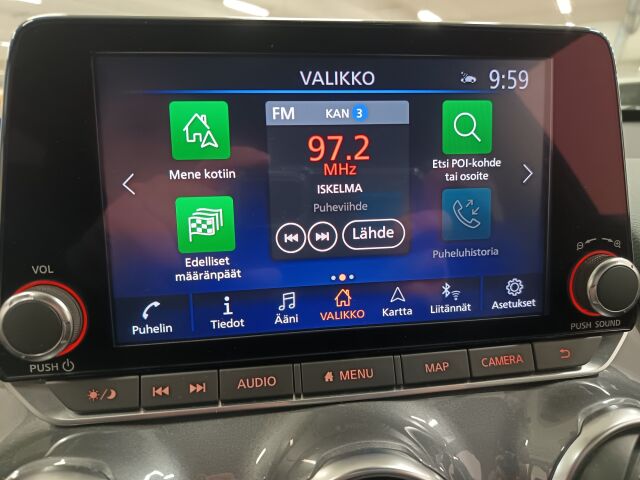 VALIKKO
9:59
Mene kotiin
FM KAN 3
97.2
MHz
ISKELMA
Puheviihde
Lähde
Etsi POI-kohde
tai osoite
Edelliset
määränpäät
Puheluhistoria
Puhelin
Tiedot
Ääni
VALIKKO
Kartta
Liitännät
Asetukset
VOL
PUSH
PUSH SOUND
AUDIO
MENU
MAP
CAMERA